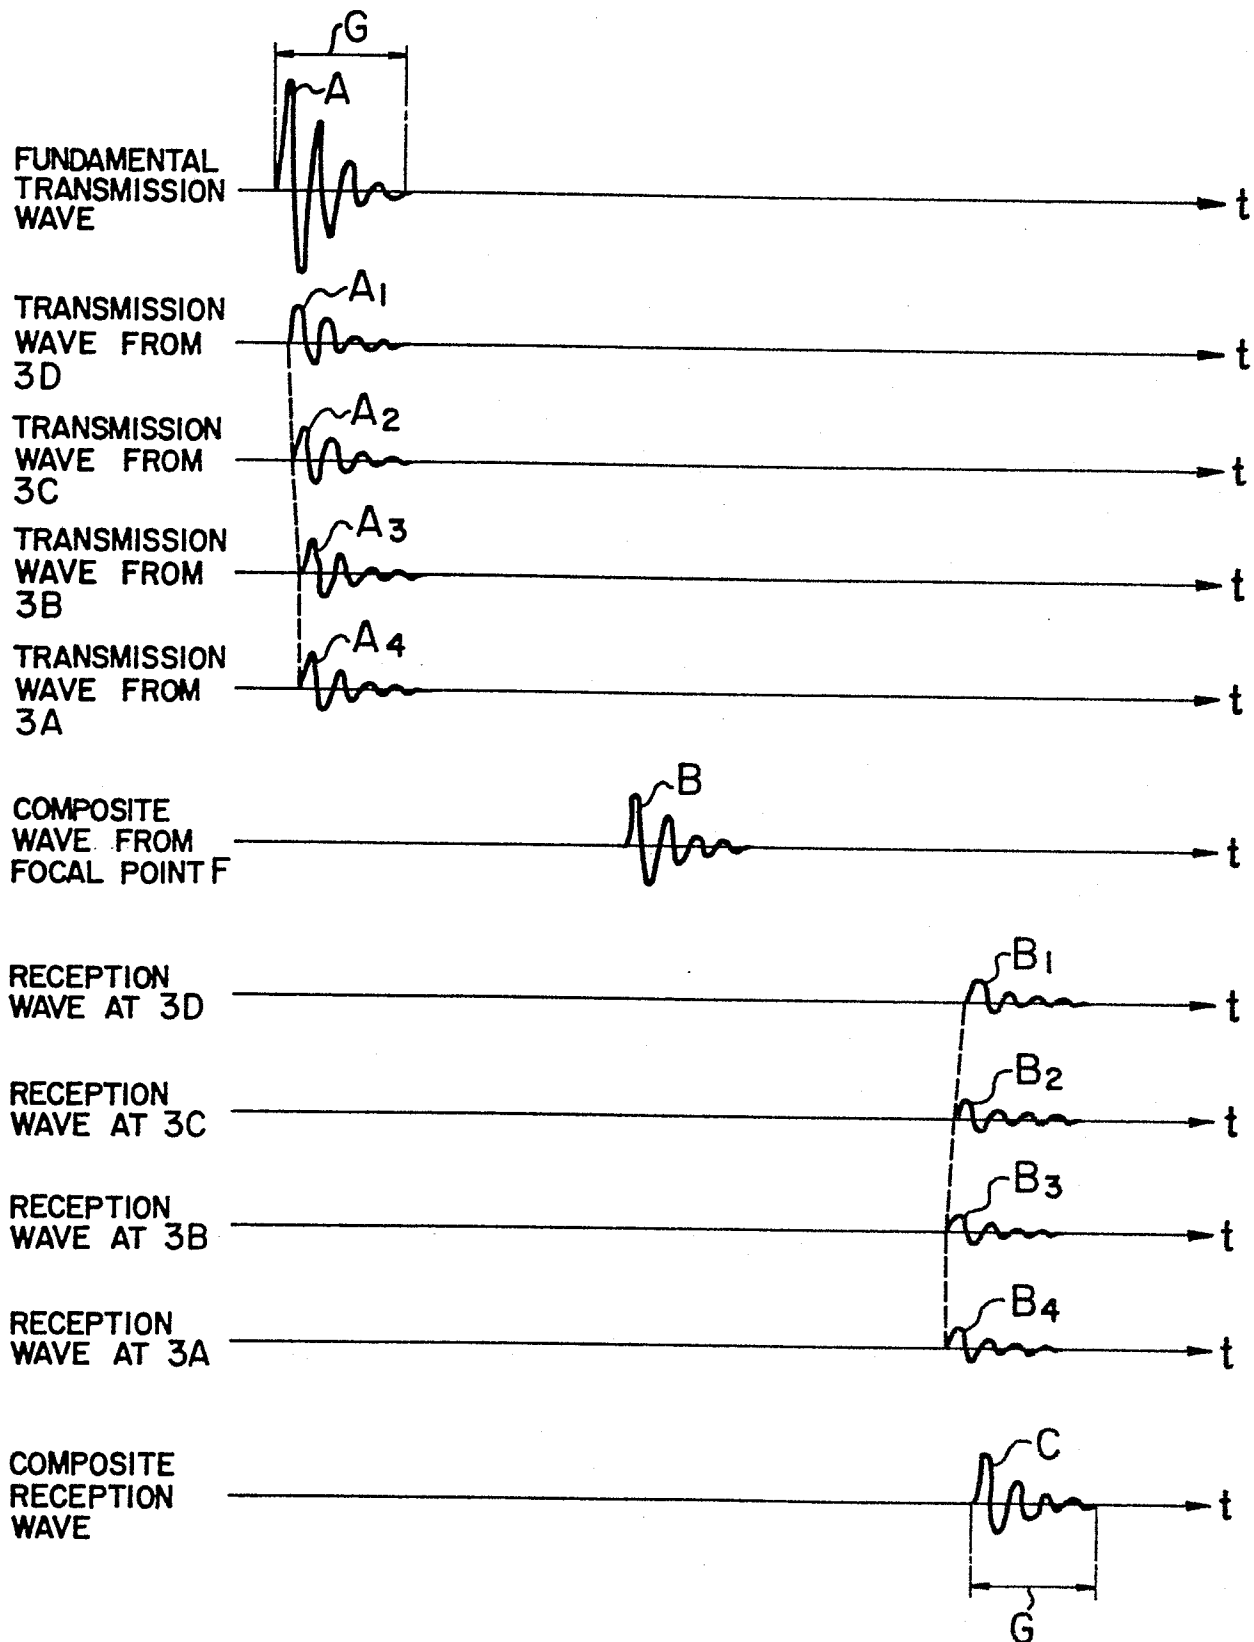 G
A
FUNDAMENTAL
TRANSMISSION
WAVE
t
A1
TRANSMISSION
WAVE FROM
3D
t
A2
TRANSMISSION
WAVE FROM
3C
t
A3
TRANSMISSION
WAVE FROM
3B
t
A4
TRANSMISSION
WAVE FROM
3A
t
B
COMPOSITE
WAVE FROM
FOCAL POINT F
t
B1
RECEPTION
WAVE AT 3D
t
B2
RECEPTION
WAVE AT 3C
t
B3
RECEPTION
WAVE AT 3B
t
B4
RECEPTION
WAVE AT 3A
t
C
COMPOSITE
RECEPTION
WAVE
t
G